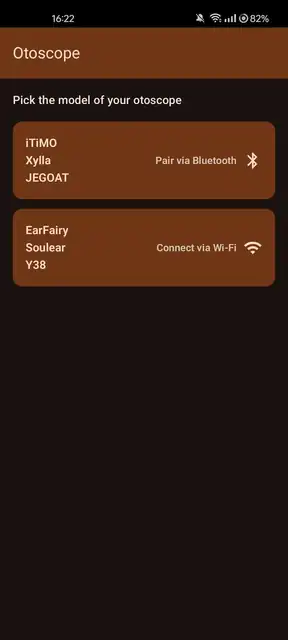 16:22
82%
Otoscope
Pick the model of your otoscope
iTiMO
Xylla
Pair via Bluetooth
JEGOAT
EarFairy
Soulear
Connect via Wi-Fi
Y38